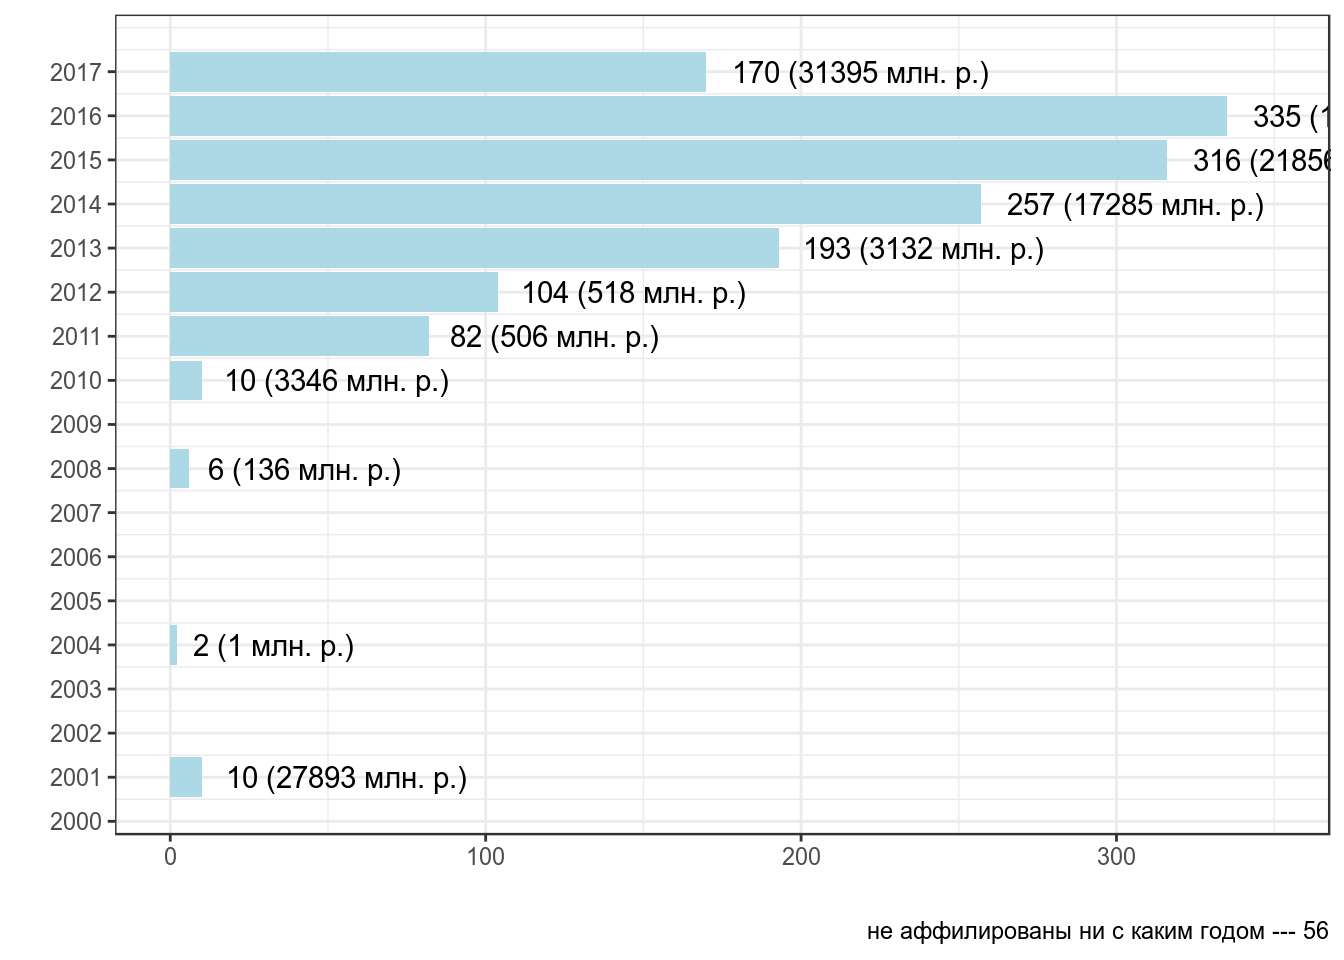 2017 170 (31395 млн. р.)
2016 335 (1
2015 316 (21856
2014 257 (17285 млн. р.)
2013 193 (3132 млн. р.)
2012 104 (518 млн. р.)
2011 82 (506 млн. р.)
2010 10 (3346 млн. р.)
2009
2008 6 (136 млн. р.)
2007
2006
2005
2004 2 (1 млн. р.)
2003
2002
2001 10 (27893 млн. р.)
2000
0 100 200 300
не аффилированы ни с каким годом --- 56